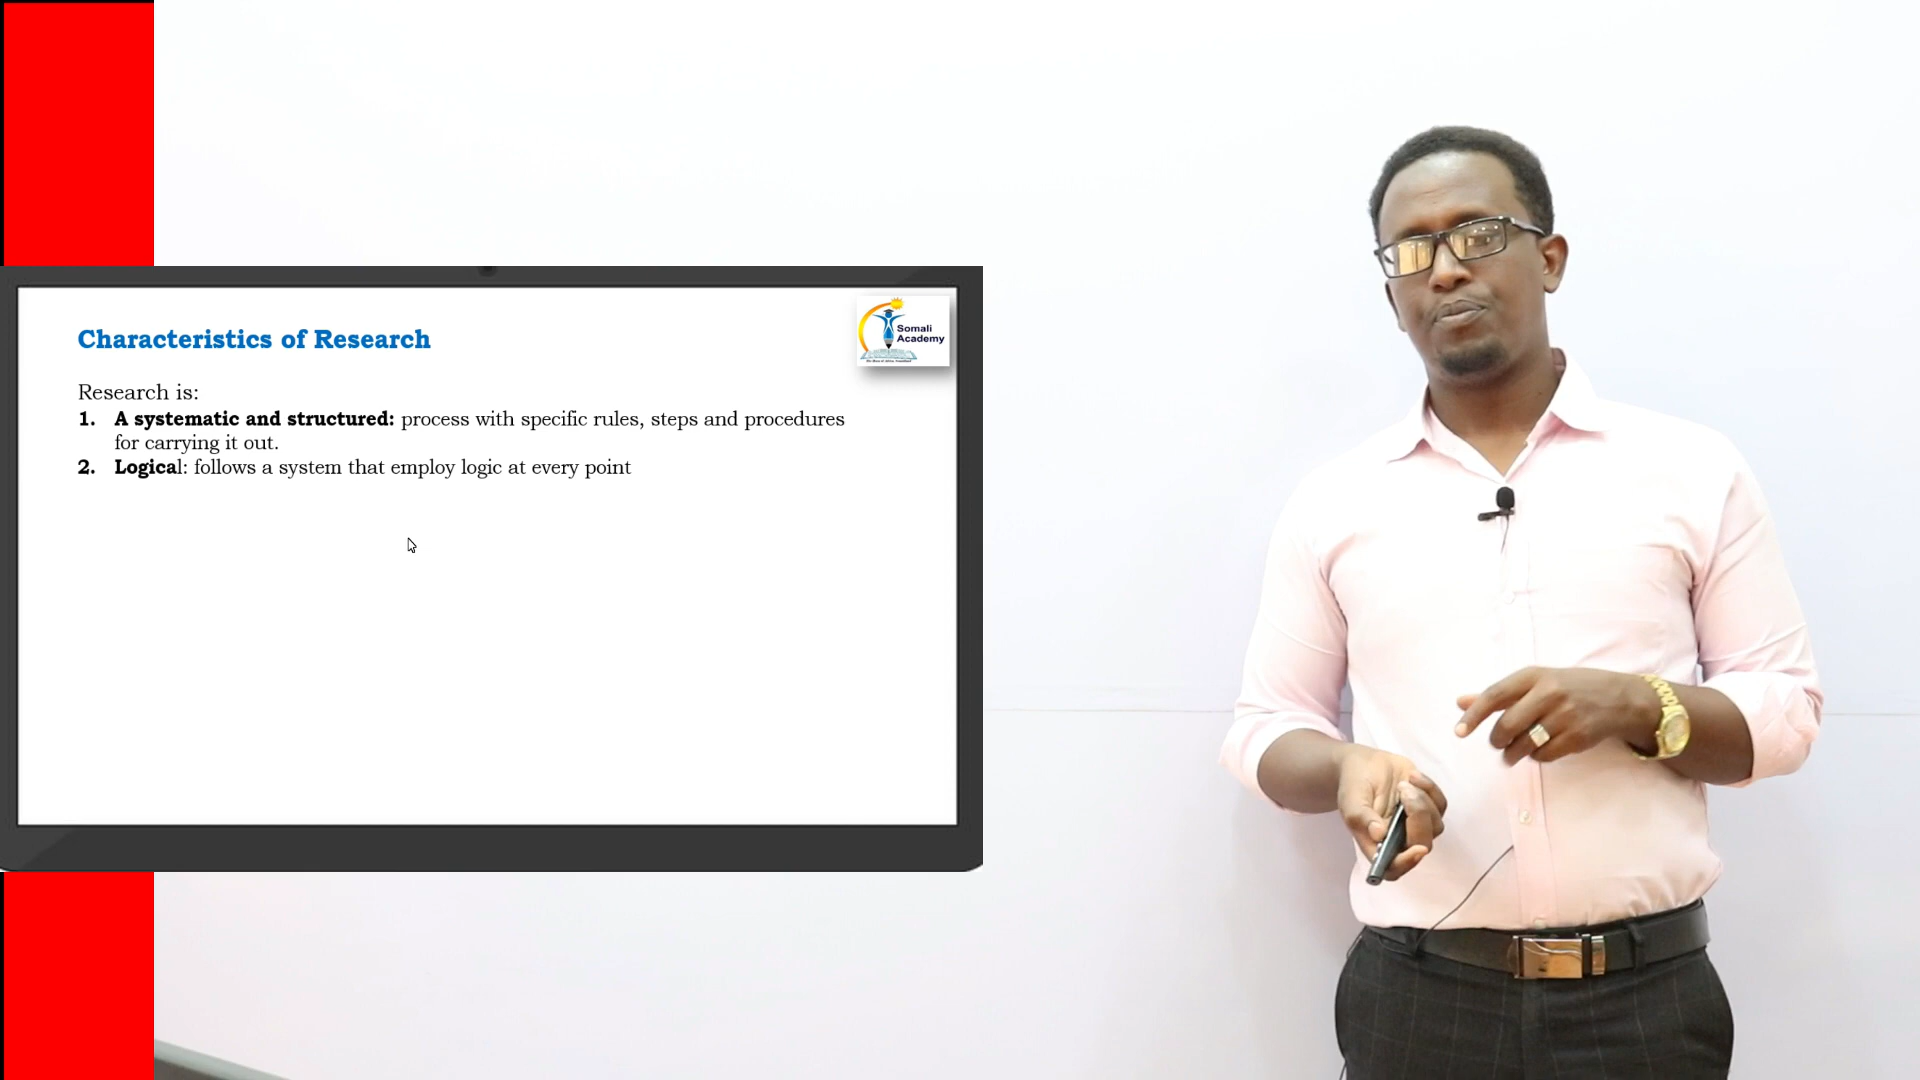 Characteristics of Research
Somali
Academy
Research is:
1. A systematic and structured: process with specific rules, steps and procedures
for carrying it out.
2. Logical: follows a system that employ logic at every point